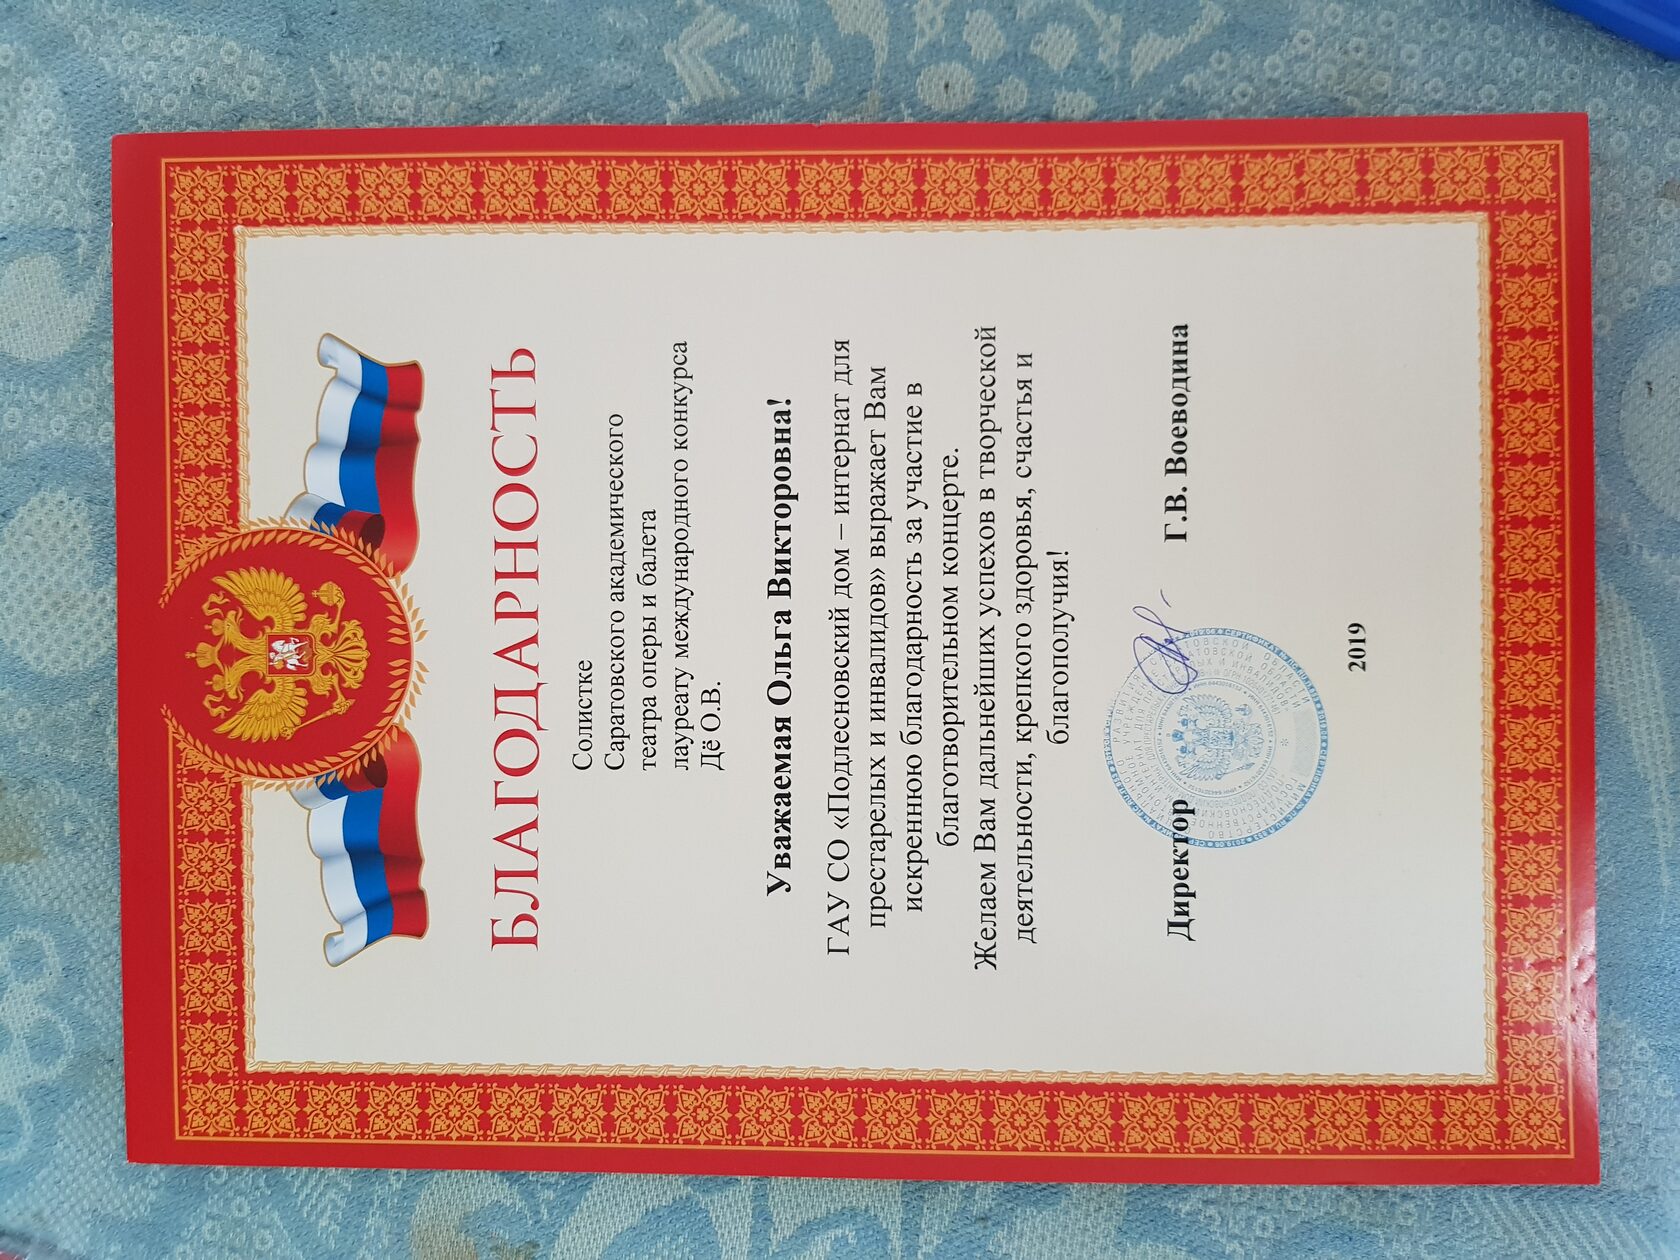 БЛАГОДАРНОСТЬ
Солистке
Саратовского академического
театра оперы и балета
лауреату международного конкурса
Дё О.В.
Уважаемая Ольга Викторовна!
ГАУ СО «Подлесновский дом – интернат для
престарелых и инвалидов» выражает Вам
искреннюю благодарность за участие в
благотворительном концерте.
Желаем Вам дальнейших успехов в творческой
деятельности, крепкого здоровья, счастья и
благополучия!
Директор Г.В. Воеводина
2019